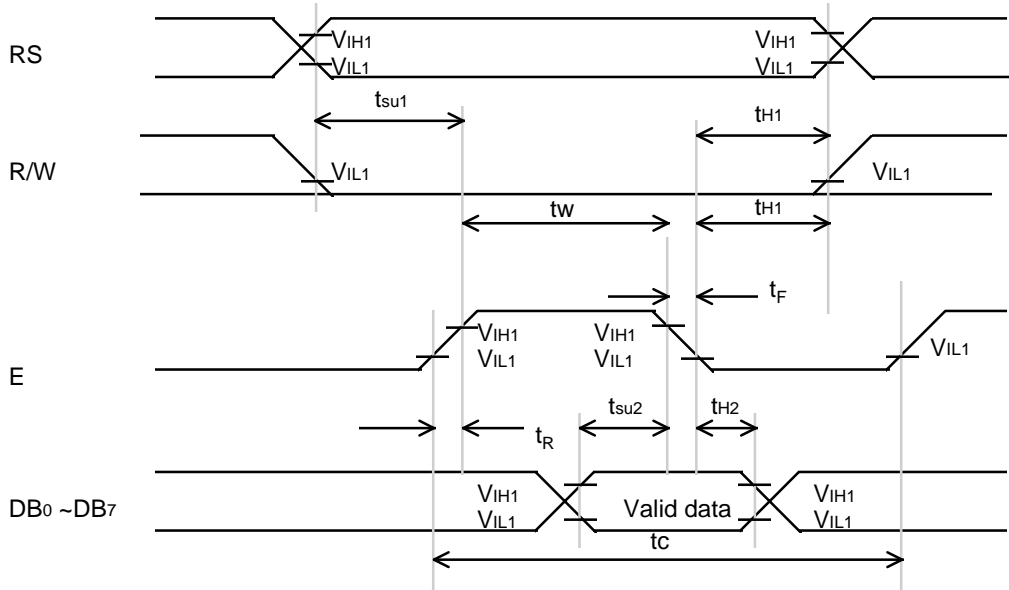 RS
VIH1
VIL1
VIH1
VIL1
tsu1
tH1
R/W
VIL1
VIL1
tw
tH1
tF
VIH1
VIL1
VIH1
VIL1
VIL1
E
tsu2
tH2
tR
DB0 ~DB7
VIH1
VIL1
Valid data
VIH1
VIL1
tc